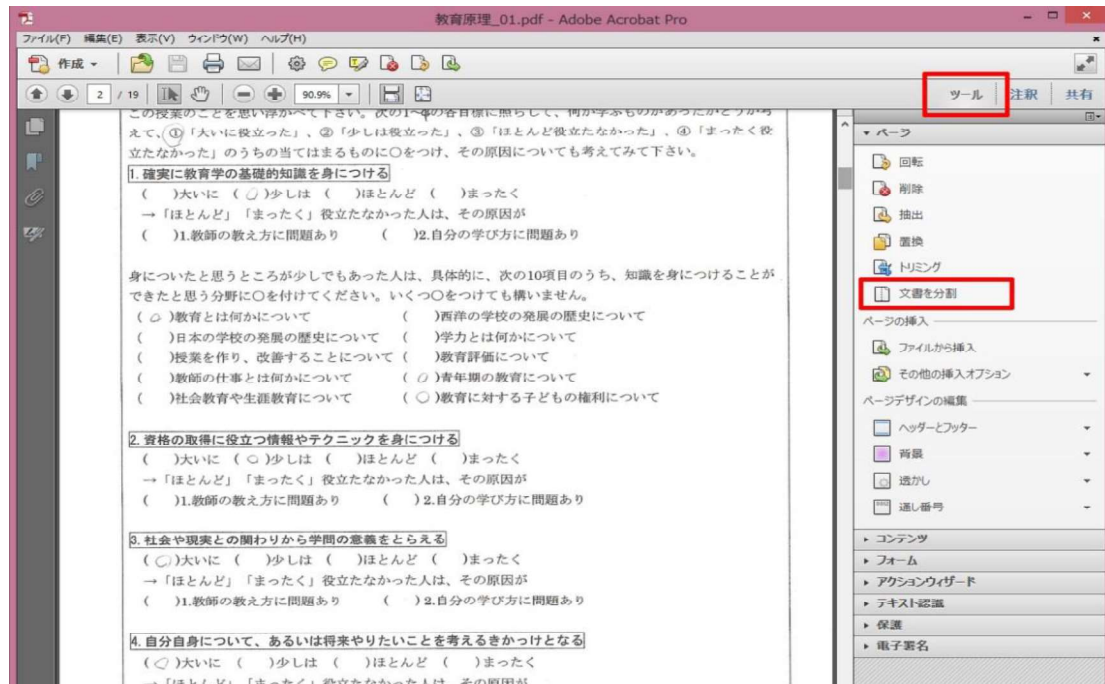 教育原理_01.pdf - Adobe Acrobat Pro
ファイル(F) 編集(E) 表示(V) ウィンドウ(W) ヘルプ(H)
作成
2 / 19 90.9% ツール 注釈 共有
この授業のことを思い浮かべて下さい。次の1~4の各目標に照らして、何か学ぶものがあったかどうか考
えて、①「大いに役立った」、②「少しは役立った」、③「ほとんど役立たなかった」、④「まったく役
立たなかった」のうちの当てはまるものに○をつけ、その原因についても考えてみて下さい。
1. 確実に教育学の基礎的知識を身につける
( )大いに (○)少しは ( )ほとんど ( )まったく
→「ほとんど」「まったく」役立たなかった人は、その原因が
( )1.教師の教え方に問題あり ( )2.自分の学び方に問題あり
身についたと思うところが少しでもあった人は、具体的に、次の10項目のうち、知識を身につけることが
できたと思う分野に○を付けてください。いくつ○をつけても構いません。
(○)教育とは何かについて ( )西洋の学校の発展の歴史について
( )日本の学校の発展の歴史について ( )学力とは何かについて
( )授業を作り、改善することについて ( )教育評価について
( )教師の仕事とは何かについて (○)青年期の教育について
( )社会教育や生涯教育について (○)教育に対する子どもの権利について
2. 資格の取得に役立つ情報やテクニックを身につける
( )大いに (○)少しは ( )ほとんど ( )まったく
→「ほとんど」「まったく」役立たなかった人は、その原因が
( )1.教師の教え方に問題あり ( )2.自分の学び方に問題あり
3. 社会や現実との関わりから学問の意義をとらえる
(○)大いに ( )少しは ( )ほとんど ( )まったく
→「ほとんど」「まったく」役立たなかった人は、その原因が
( )1.教師の教え方に問題あり ( )2.自分の学び方に問題あり
4. 自分自身について、あるいは将来やりたいことを考えるきかっけとなる
(○)大いに ( )少しは ( )ほとんど ( )まったく
→「ほとんど」「まったく」役立たなかった人は、その原因が
ページ
回転
削除
抽出
置換
トリミング
文書を分割
ページの挿入
ファイルから挿入
その他の挿入オプション
ページデザインの編集
ヘッダーとフッター
背景
透かし
通し番号
コンテンツ
フォーム
アクションウィザード
テキスト認識
保護
電子署名